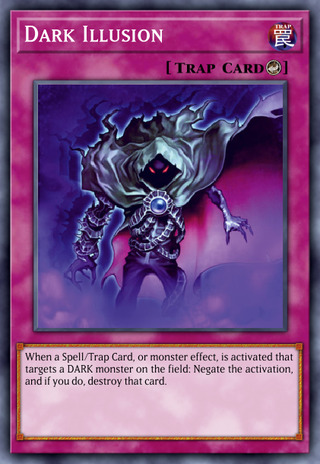 Dark Illusion
TRAP
罠
[Trap Card]
When a Spell/Trap Card, or monster effect, is activated that
targets a DARK monster on the field: Negate the activation,
and if you do, destroy that card.